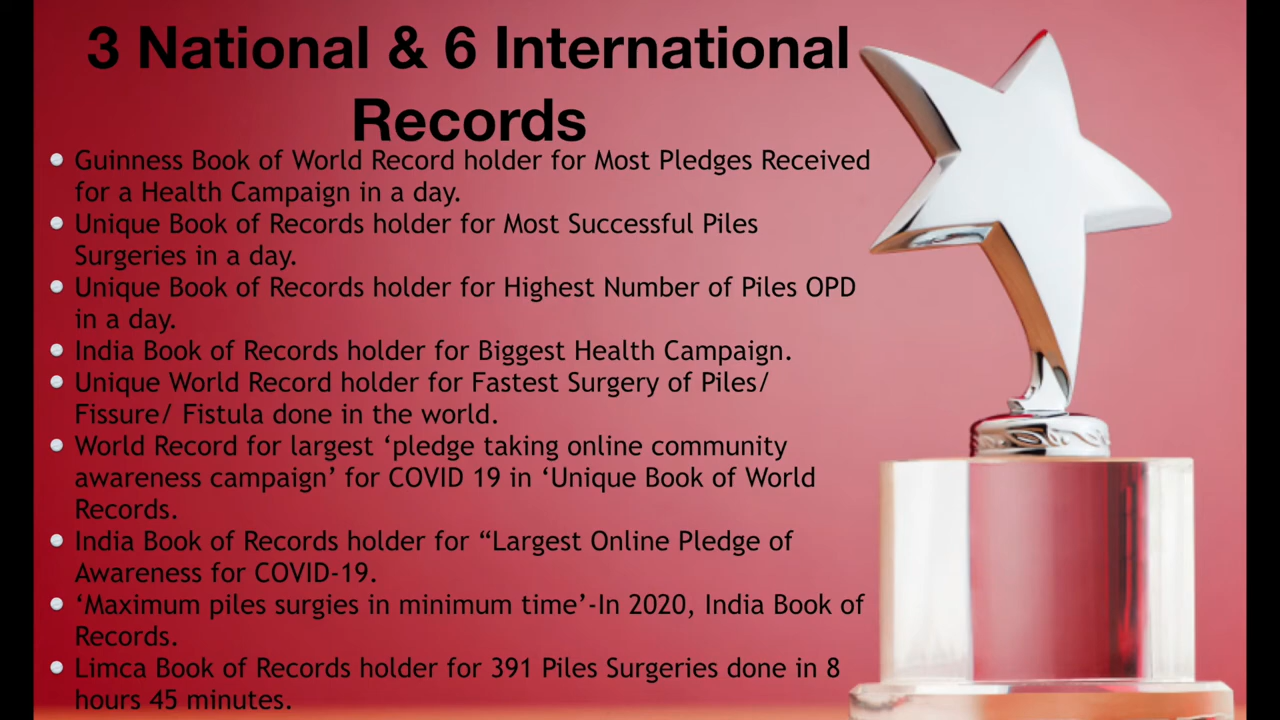 3 National & 6 International
Records
Guinness Book of World Record holder for Most Pledges Received
for a Health Campaign in a day.
Unique Book of Records holder for Most Successful Piles
Surgeries in a day.
Unique Book of Records holder for Highest Number of Piles OPD
in a day.
India Book of Records holder for Biggest Health Campaign.
Unique World Record holder for Fastest Surgery of Piles/
Fissure/ Fistula done in the world.
World Record for largest ‘pledge taking online community
awareness campaign’ for COVID 19 in ‘Unique Book of World
Records.
India Book of Records holder for “Largest Online Pledge of
Awareness for COVID-19.
‘Maximum piles surgies in minimum time’-In 2020, India Book of
Records.
Limca Book of Records holder for 391 Piles Surgeries done in 8
hours 45 minutes.